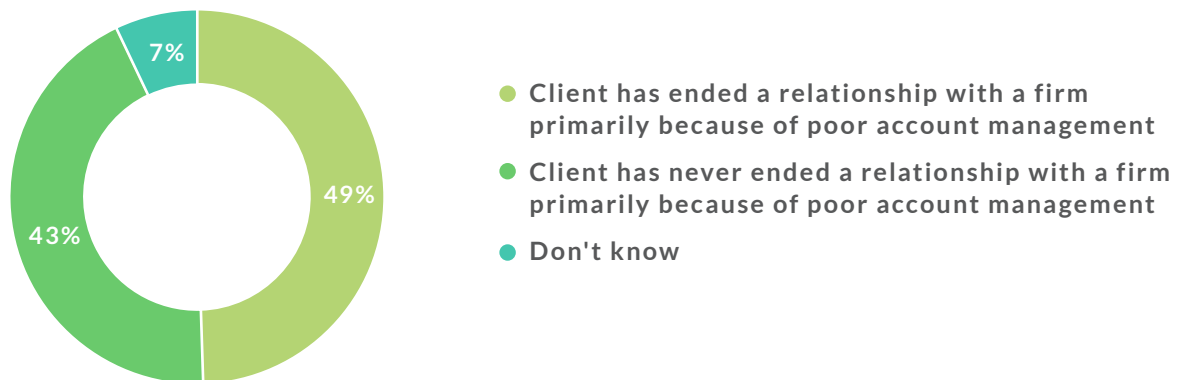 7%
49%
43%
Client has ended a relationship with a firm
primarily because of poor account management
Client has never ended a relationship with a firm
primarily because of poor account management
Don't know